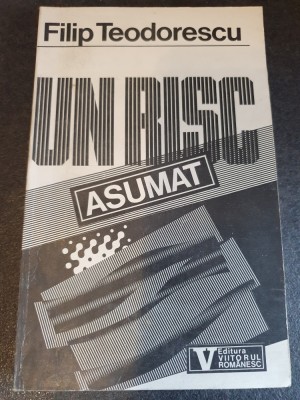 Filip Teodorescu
UN RISC
ASUMAT
V
Editura
VIITORUL
ROMÂNESC